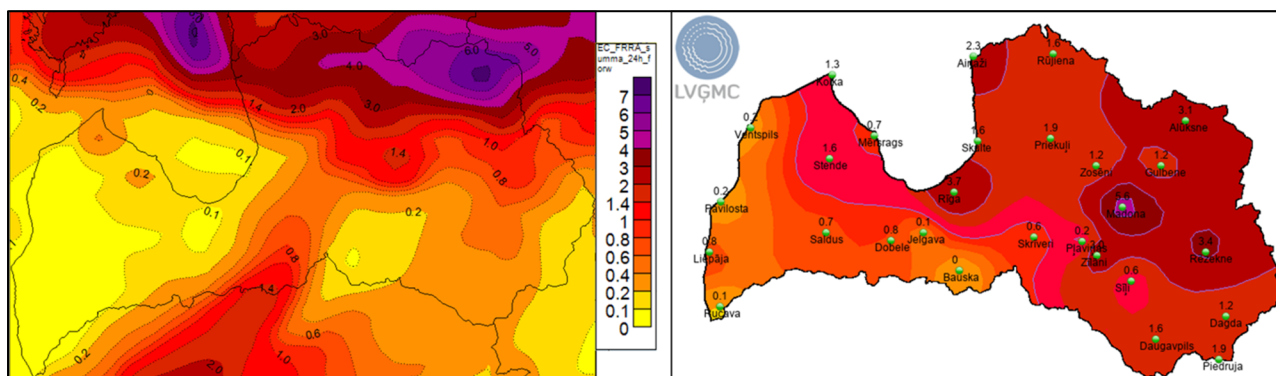 3.0
4.0
5.0
6.0
0.4
0.2
1.4
2.0
3.0
0.1
1.4
1.0
0.8
0.2
0.1
0.2
0.8
1.4
0.2
0.6
1.0
2.0
EC_FRRA_s
umma_24h_f
orw
7
6
5
4
3
2
1.4
1
0.8
0.6
0.4
0.2
0.1
0
LVĢMC
2.3
Ainaži
1.6
Rūjiena
1.3
Kolka
0.2
Ventspils
0.7
Mērsrags
1.6
Skulte
1.9
Priekuļi
3.1
Alūksne
1.6
Stende
1.2
Zosēni
1.2
Gulbene
0.2
Pāvilosta
3.7
Rīga
5.6
Madona
0.8
Liepāja
0.7
Saldus
0.8
Dobele
0.1
Jelgava
0.6
Skrīveri
0.2
Pļaviņas
Zīlāni
3.4
Rēzekne
0
Bauska
0.6
Sīļi
0.1
Rucava
1.2
Dagda
1.6
Daugavpils
1.9
Piedruja